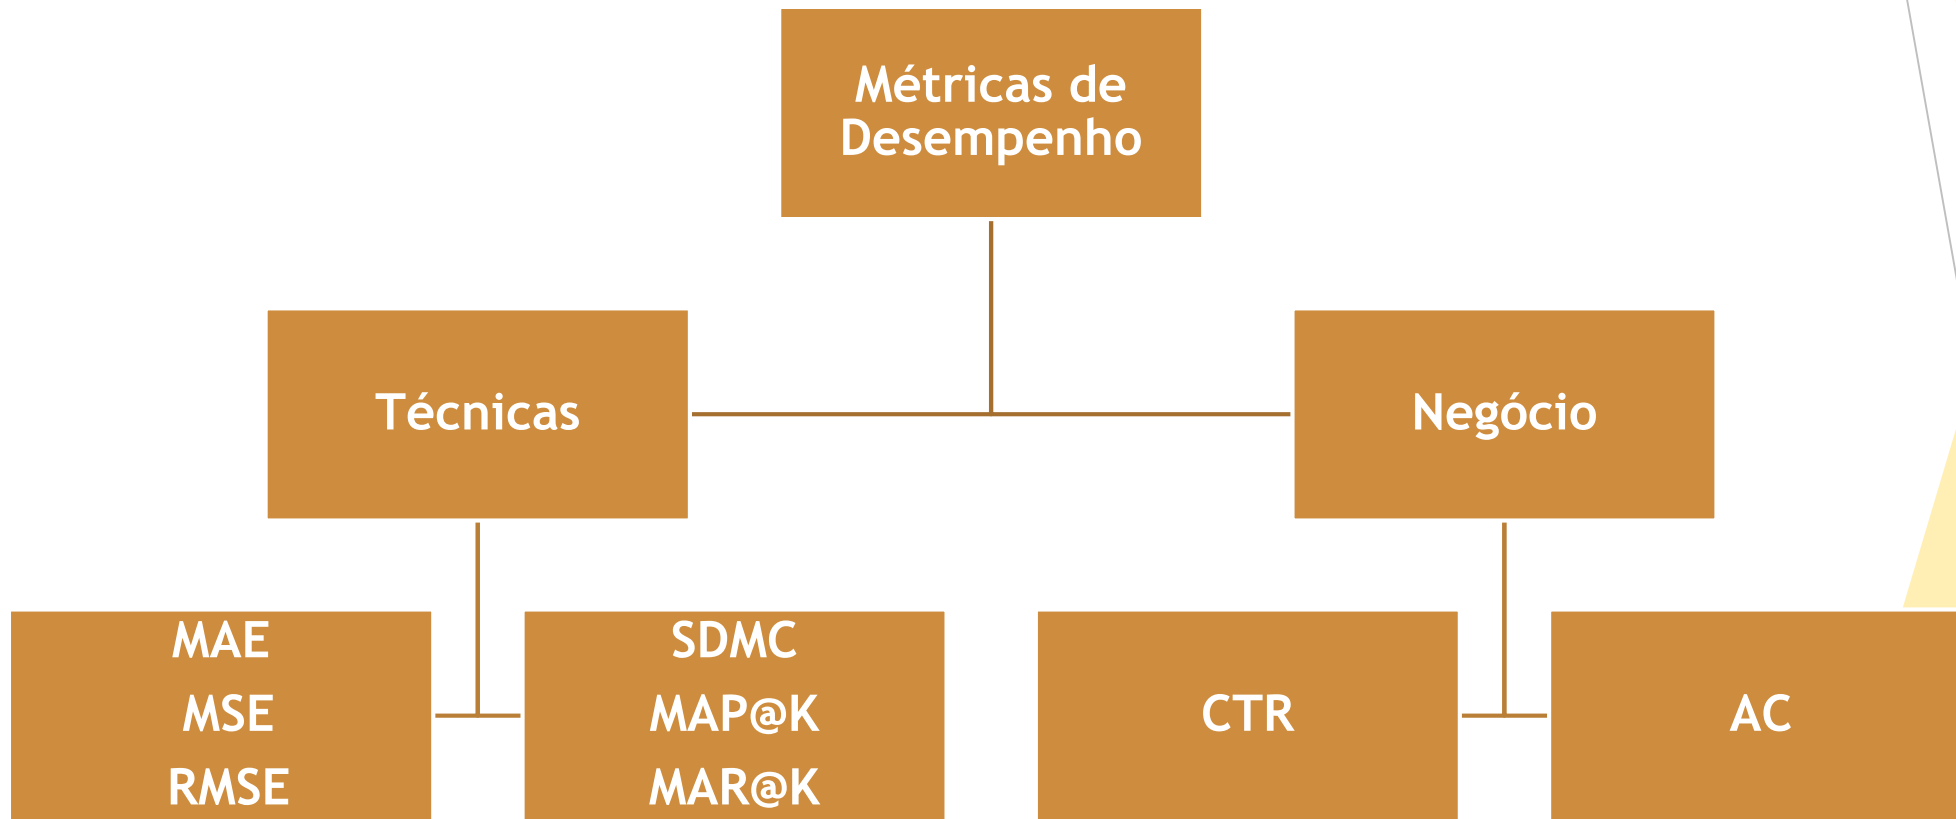 Métricas de
Desempenho
Técnicas
Negócio
MAE
MSE
RMSE
SDMC
MAP@K
MAR@K
CTR
AC